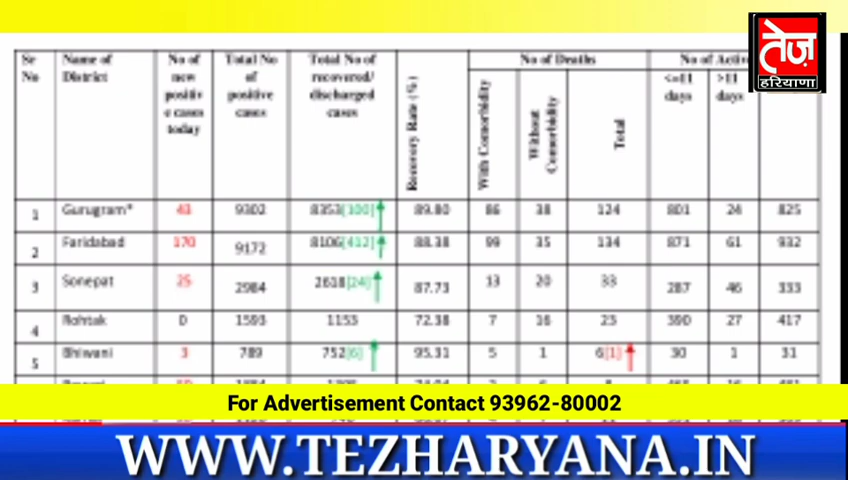 तेज़
हरियाणा
Sr No | Name of District | No of new positive cases today | Total No of positive cases | Total No of recovered/ discharged cases | Recovery Rate (%) | No of Deaths | No of Activ
With Comorbidity | Without Comorbidity | Total | <=11 days | >11 days
1 Gurugram* 43 9302 8353[100] 89.80 86 38 124 801 24 825
2 Faridabad 170 9172 8106[412] 88.38 99 35 134 871 61 932
3 Sonepat 25 2984 2618[24] 87.73 13 20 33 287 46 333
4 Rohtak 0 1593 1153 72.38 7 16 23 390 27 417
5 Bhiwani 3 789 752[6] 95.31 5 1 6[1] 30 1 31
For Advertisement Contact 93962-80002
WWW.TEZHARYANA.IN